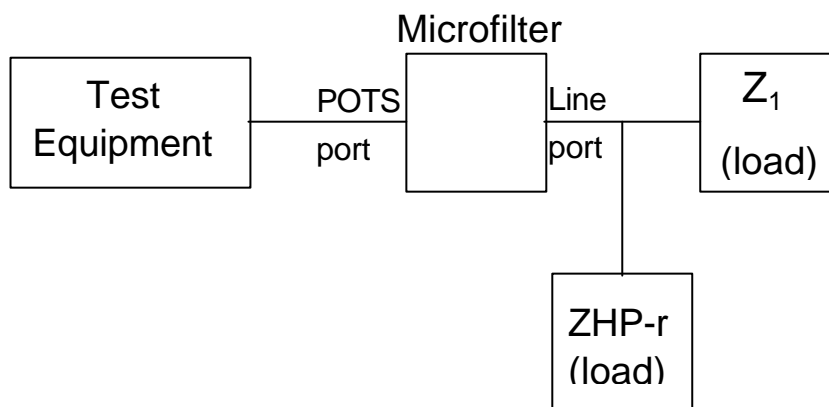 Microfilter
Test
Equipment
POTS
port
Line
port
Z₁
(load)
ZHP-r
(load)